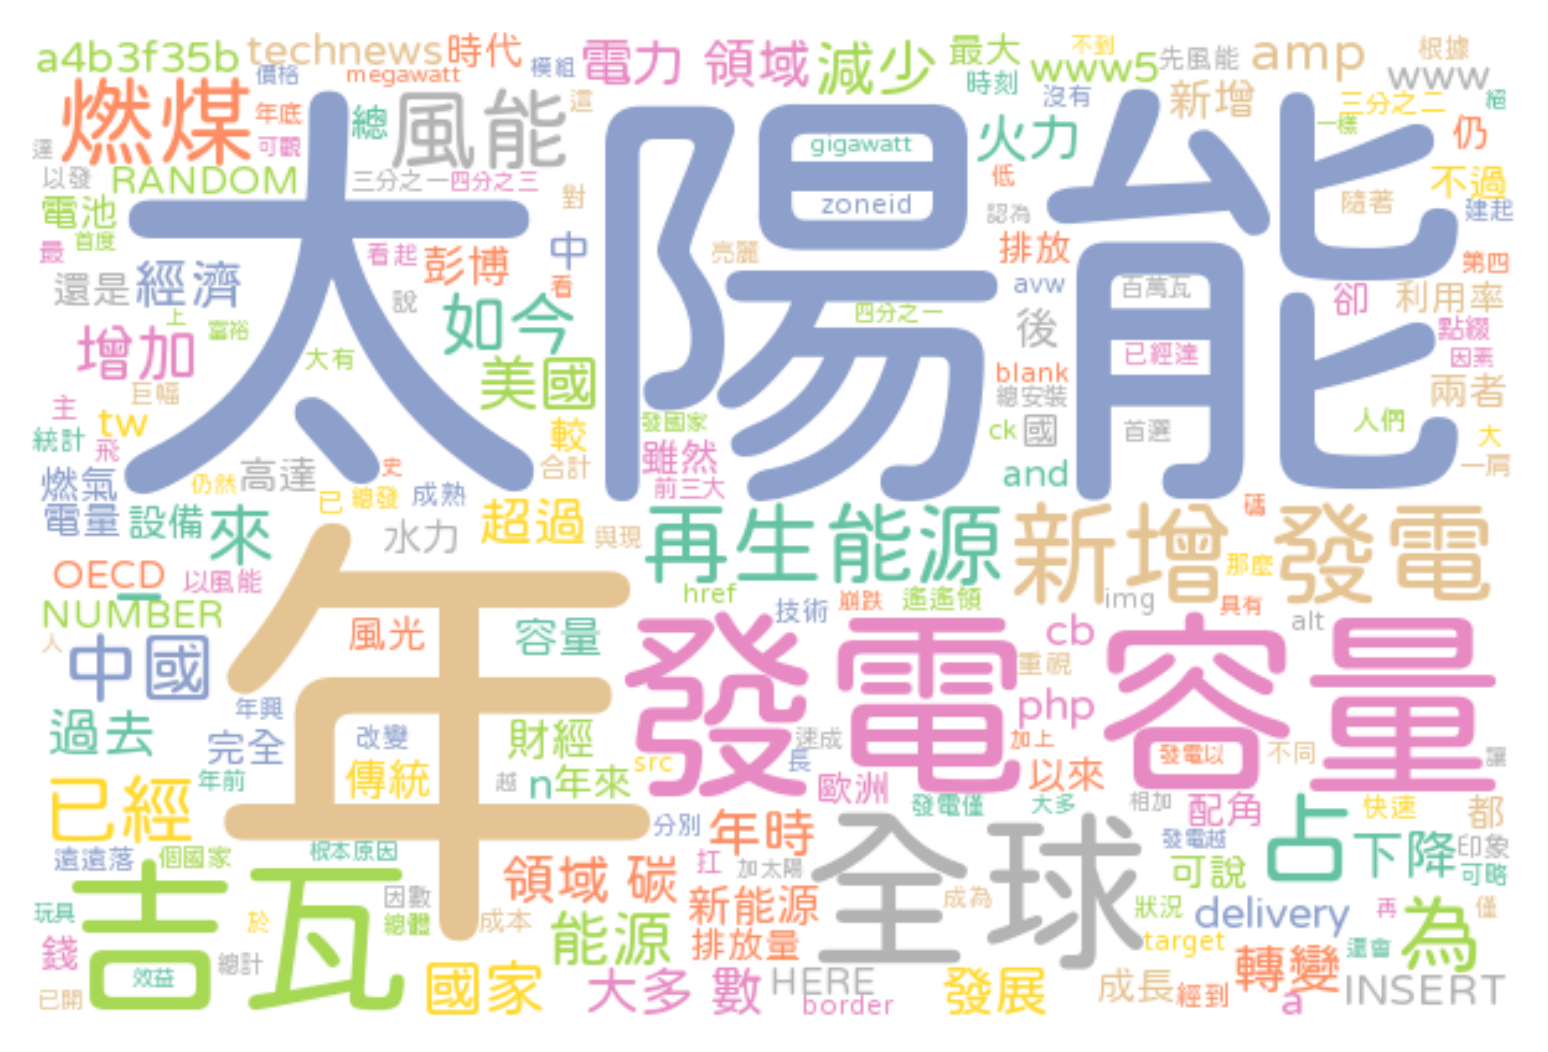 a4b3f35b technews 時代 電力 領域 減少 最大 不到 先風能 amp 根據
價格 megawatt 模組 時刻 www5 www
燃煤 年底 總 風能 這 沒有 新增 三分之二 絕
達 可觀 gigawatt 火力 一樣 仍
以發 RANDOM 三分之一 四分之三 低 不過
電池 對 zoneid 認為 隨著 建起
太陽能
最 首度 看起 彭博 中 亮麗 排放 第四
還是 經濟 說 看 avw 百萬瓦 卻 利用率
上 富裕 如今 四分之一 後 點綴
增加 大有 已經達 因素
巨幅 美國 blank 總安裝 兩者
主 tw 較 發國家 ck 國 首選 人們
統計 飛 雖然 大
燃氣 仍然 高達 史 合計 前三大 and 一肩
電量 設備 來 已 總發 成熟 超過 碼
水力 與現 再生能源 新增 發電
OECD 以風能 那麼
NUMBER href 技術 崩跌 遙遙領 img 具有 alt
年
人 中國 風光 容量 發電容量 cb
年興 重視
過去 完全 改變 財經 php
速成 加上 發電以 不同 讓
年前 傳統 越 n年來 src 長 歐洲 以來
已經 發電僅 大多 相加 配角 快速 都
分別 年時 發電越
遠遠落 個國家 根本原因 占 下降 印象
領域 碳 扛 加太陽 全球 可說 可略
吉瓦 因數 新能源 成為
玩具 於 總體 成本 能源 狀況 delivery 再 僅
排放量 target 還會 為
錢 效益 總計 國家 大多 數 HERE 發展 成長 經到 轉變 INSERT
已開 border a